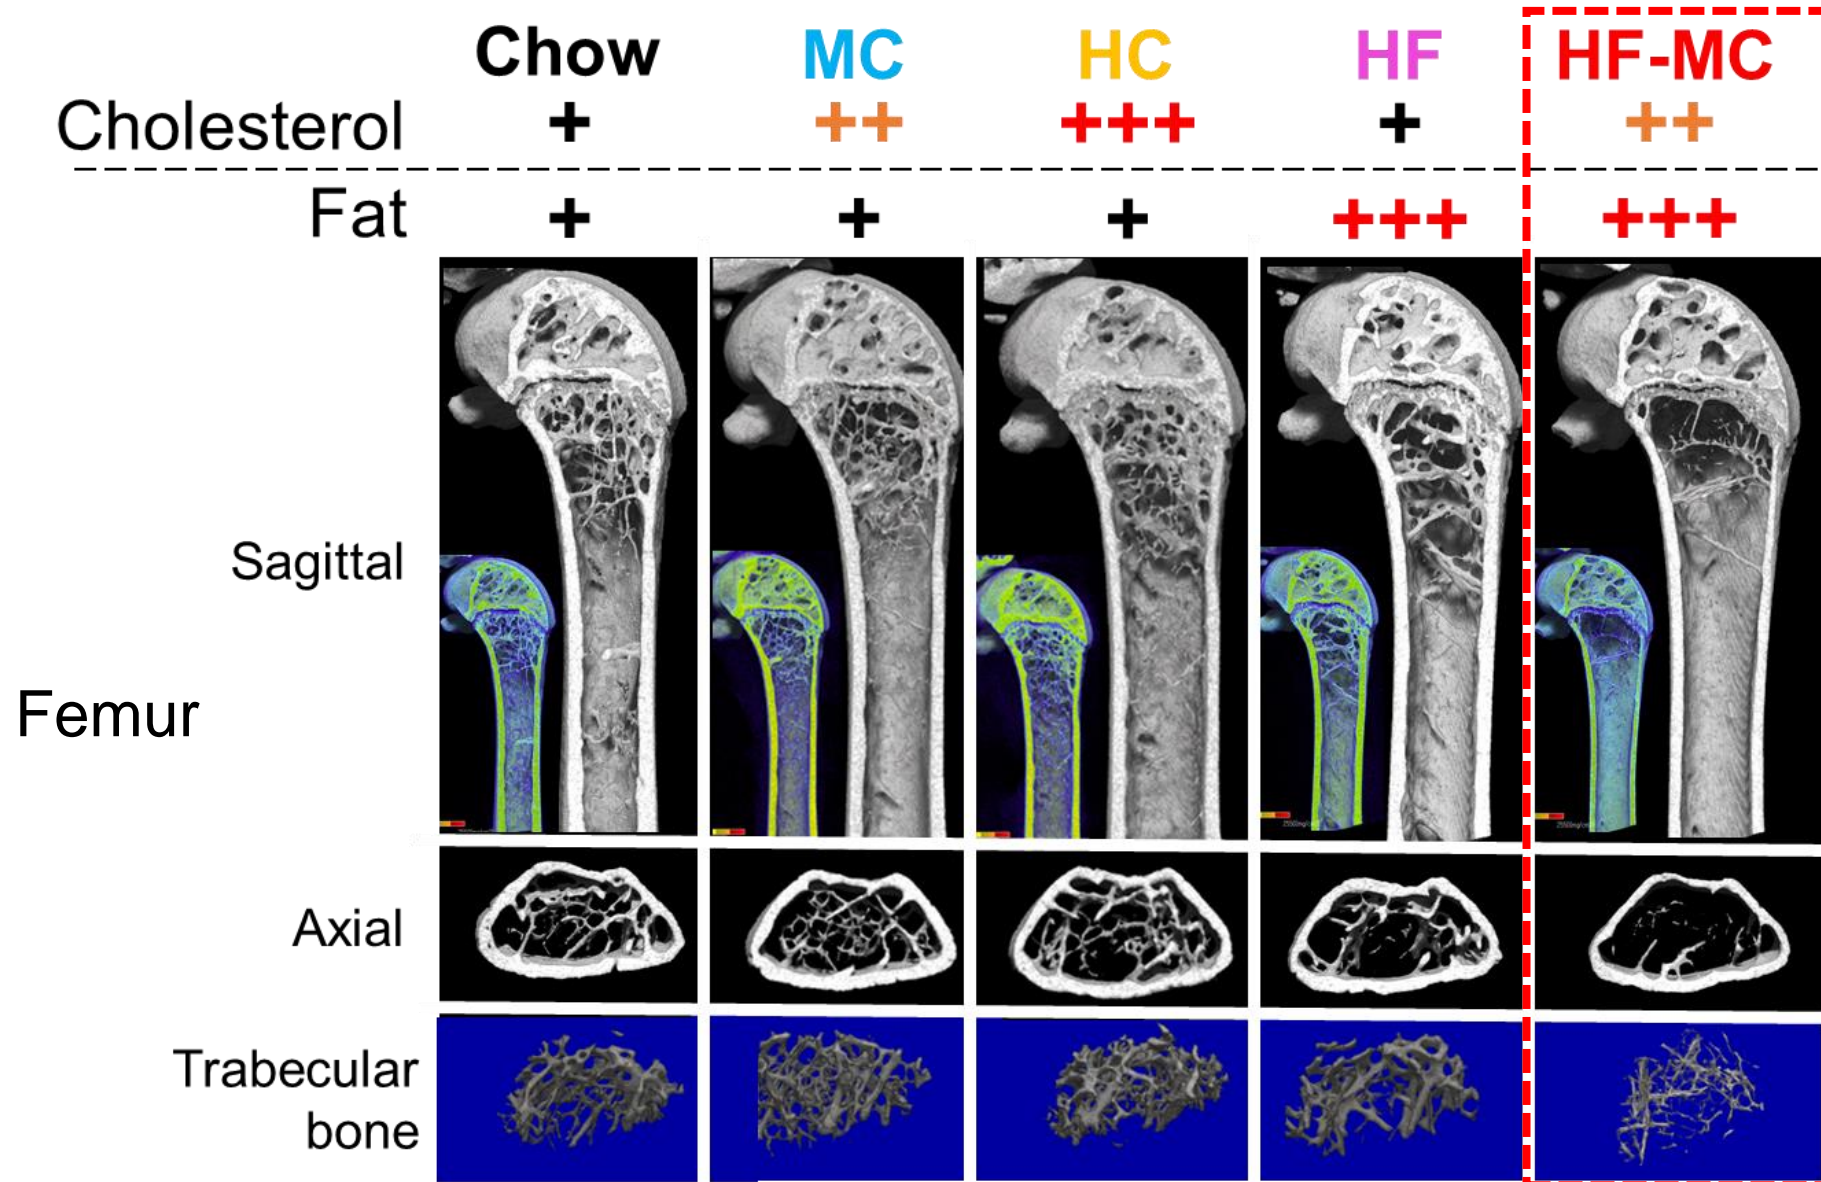 Chow MC HC HF HF-MC
Cholesterol + ++ +++ + ++
Fat + + + +++ +++
Sagittal
Femur
Axial
Trabecular
bone